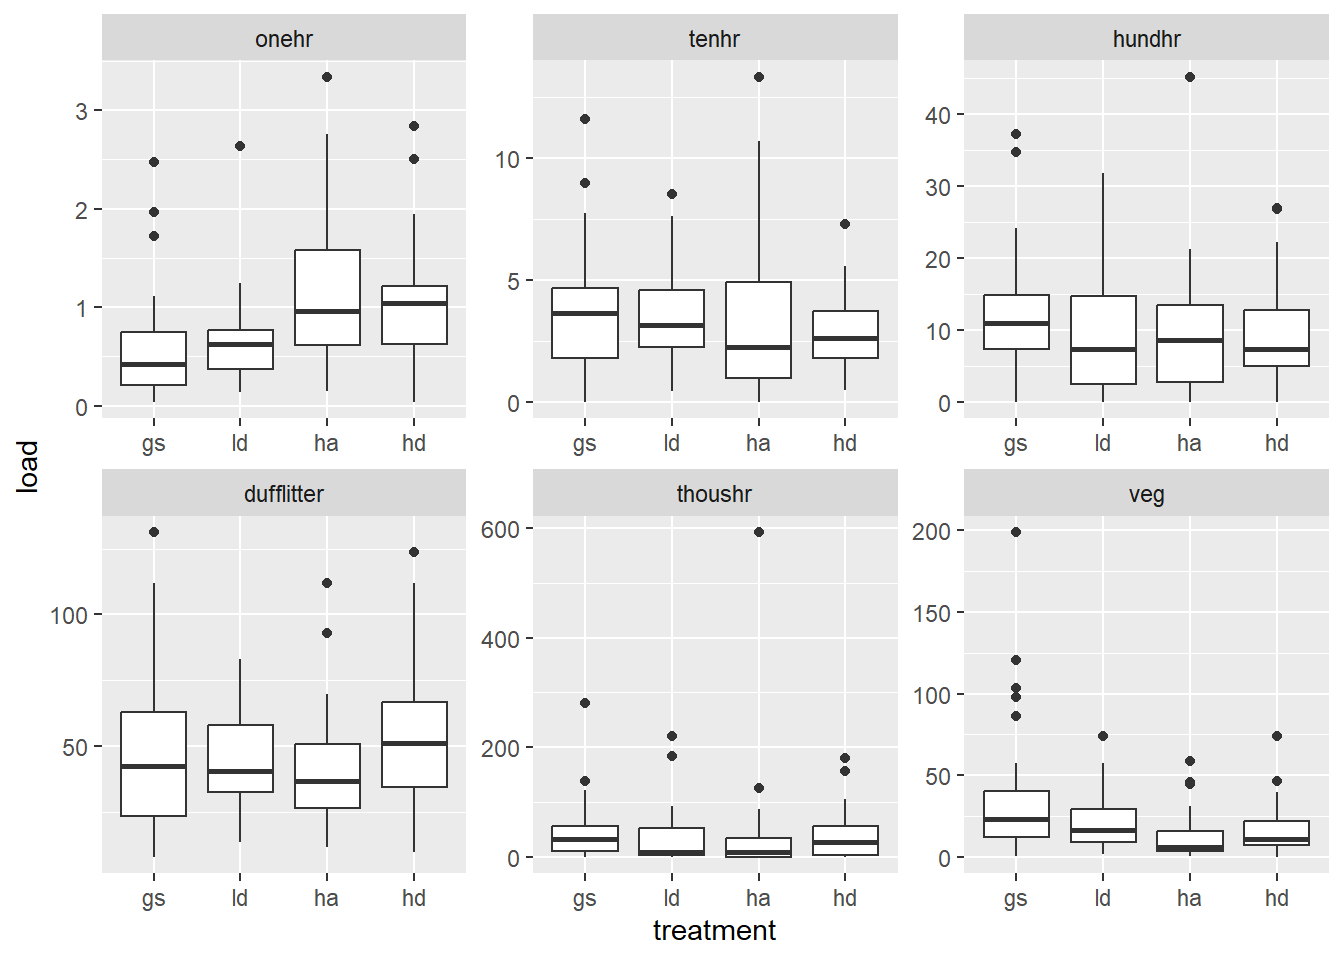 onehr
tenhr
hundhr
3
2
1
0
10
5
0
40
30
20
10
0
gs ld ha hd
gs ld ha hd
gs ld ha hd
load
dufflitter
thoushr
veg
100
50
600
400
200
0
200
150
100
50
0
gs ld ha hd
gs ld ha hd
gs ld ha hd
treatment